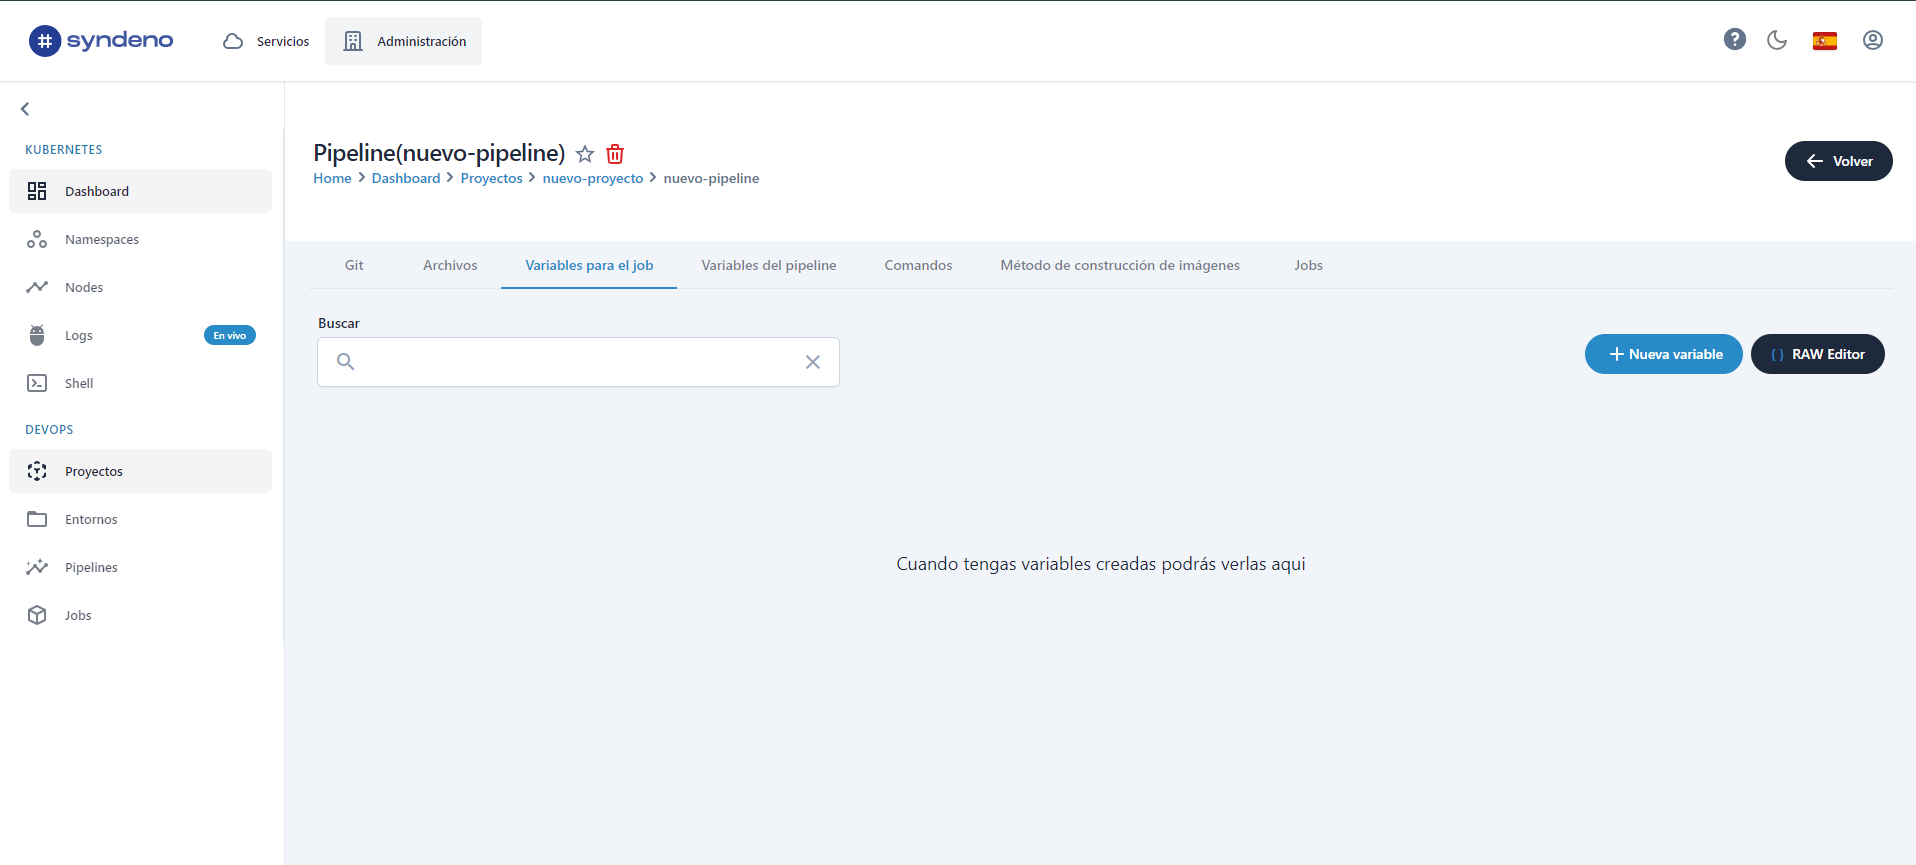 # syndeno
Servicios
Administración
KUBERNETES
Dashboard
Namespaces
Nodes
Logs
En vivo
Shell
DEVOPS
Proyectos
Entornos
Pipelines
Jobs
Pipeline(nuevo-pipeline)
Home > Dashboard > Proyectos > nuevo-proyecto > nuevo-pipeline
Volver
Git Archivos Variables para el job Variables del pipeline Comandos Método de construcción de imágenes Jobs
Buscar
+ Nueva variable
{ } RAW Editor
Cuando tengas variables creadas podrás verlas aqui